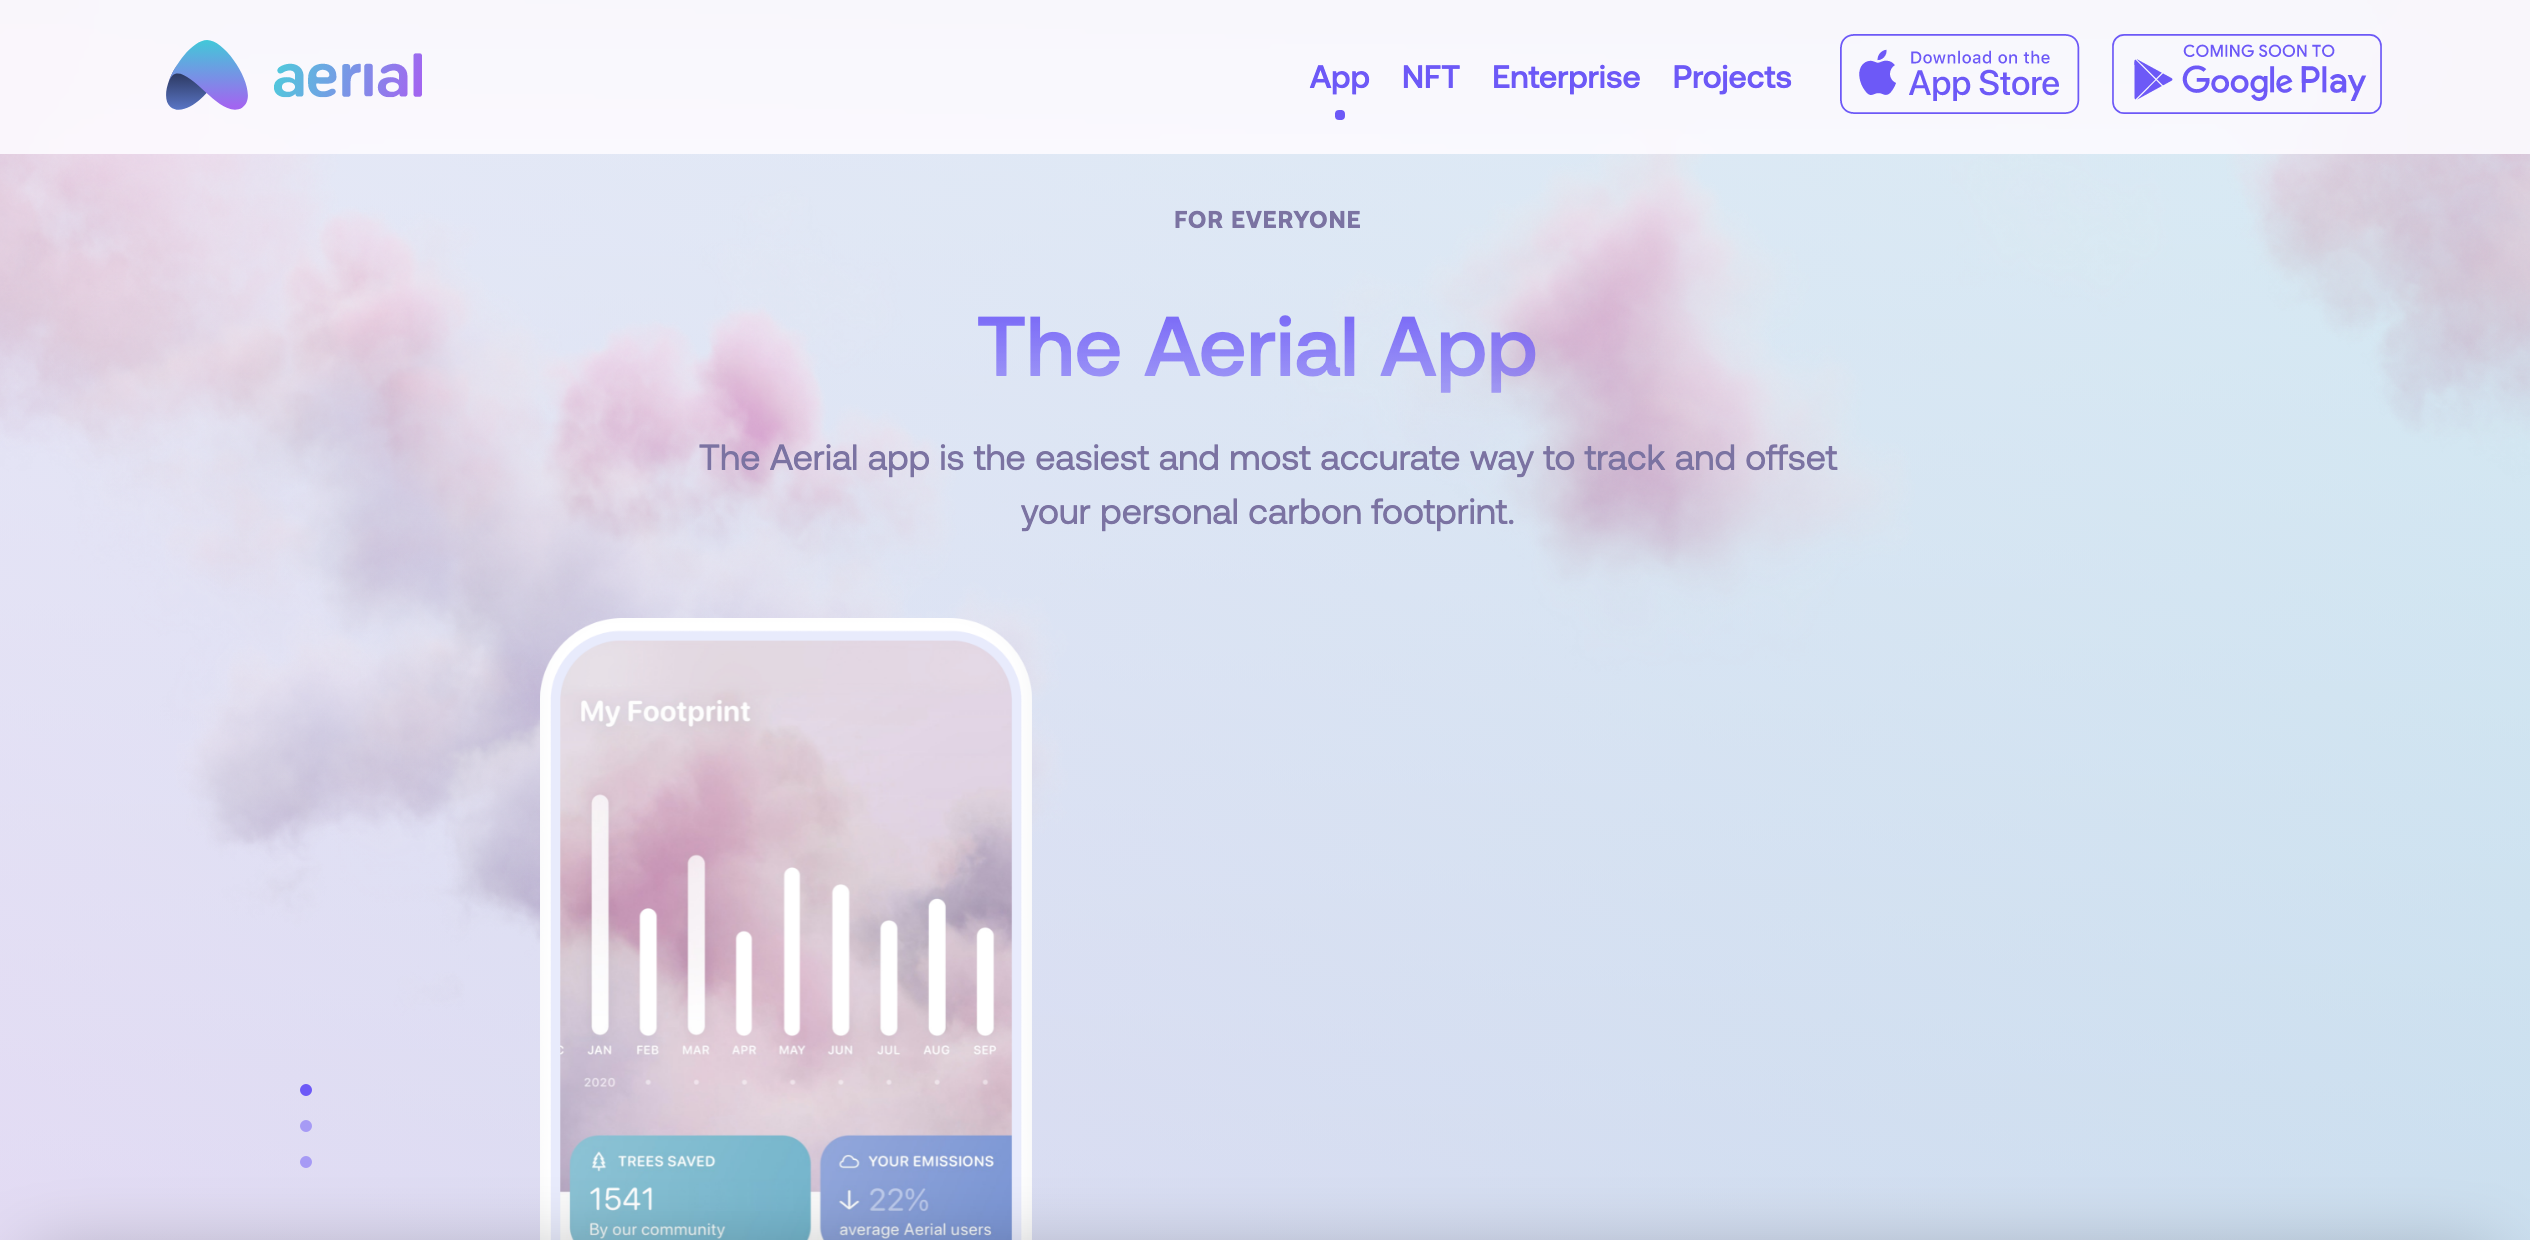 aerial
App NFT Enterprise Projects
Download on the
App Store
COMING SOON TO
Google Play
FOR EVERYONE
The Aerial App
The Aerial app is the easiest and most accurate way to track and offset
your personal carbon footprint.
My Footprint
JAN FEB MAR APR MAY JUN JUL AUG SEP
2020
TREES SAVED
1541
By our community
YOUR EMISSIONS
↓ 22%
average Aerial users